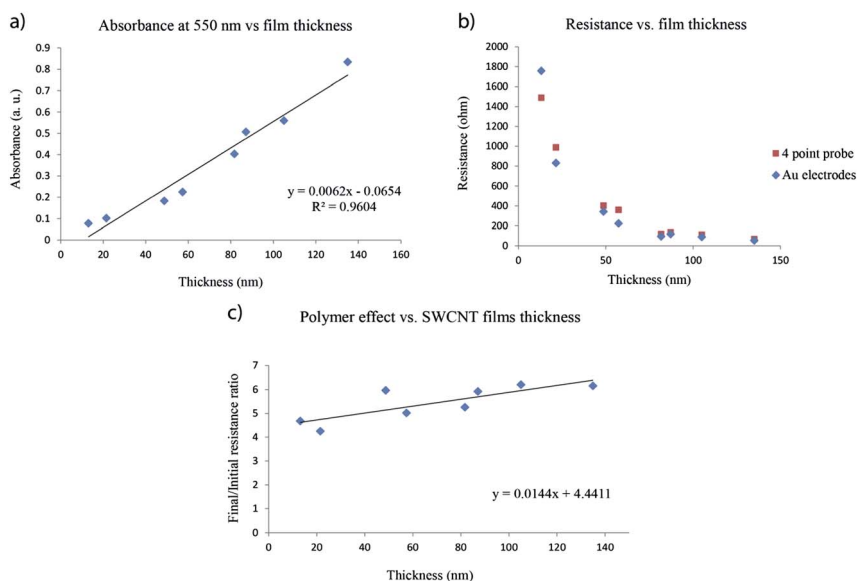 a)
Absorbance at 550 nm vs film thickness
0.9
0.8
0.7
0.6
0.5
0.4
0.3
0.2
0.1
0
Absorbance (a. u.)
y = 0.0062x - 0.0654
R² = 0.9604
0 20 40 60 80 100 120 140 160
Thickness (nm)
b)
Resistance vs. film thickness
2000
1800
1600
1400
1200
1000
800
600
400
200
0
Resistance (ohm)
4 point probe
Au electrodes
0 50 100 150
Thickness (nm)
c)
Polymer effect vs. SWCNT films thickness
7
6
5
4
3
2
1
0
Final/Initial resistance ratio
y = 0.0144x + 4.4411
0 20 40 60 80 100 120 140
Thickness (nm)